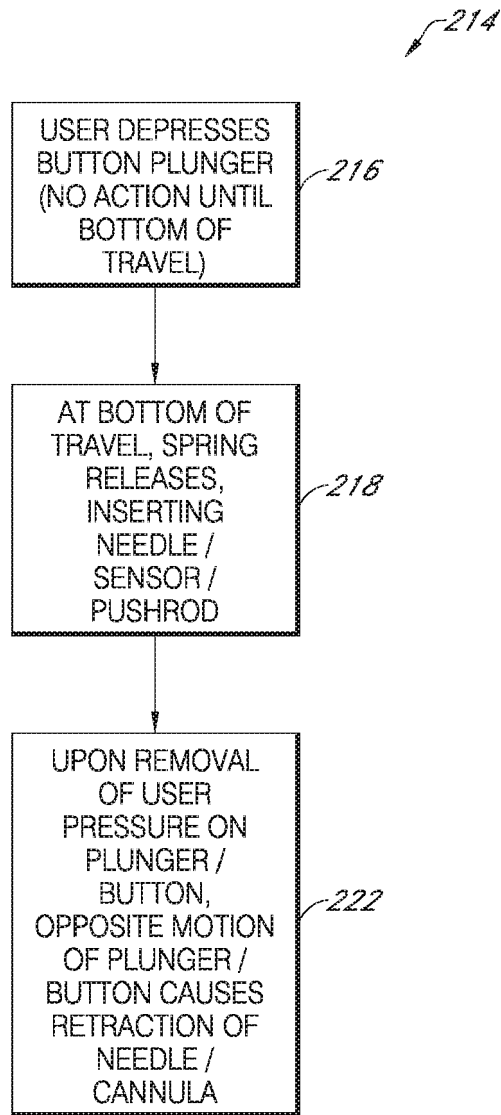 214
USER DEPRESSES
BUTTON PLUNGER
(NO ACTION UNTIL
BOTTOM OF
TRAVEL)
216
AT BOTTOM OF
TRAVEL, SPRING
RELEASES,
INSERTING
NEEDLE /
SENSOR /
PUSHROD
218
UPON REMOVAL
OF USER
PRESSURE ON
PLUNGER /
BUTTON,
OPPOSITE MOTION
OF PLUNGER /
BUTTON CAUSES
RETRACTION OF
NEEDLE /
CANNULA
222